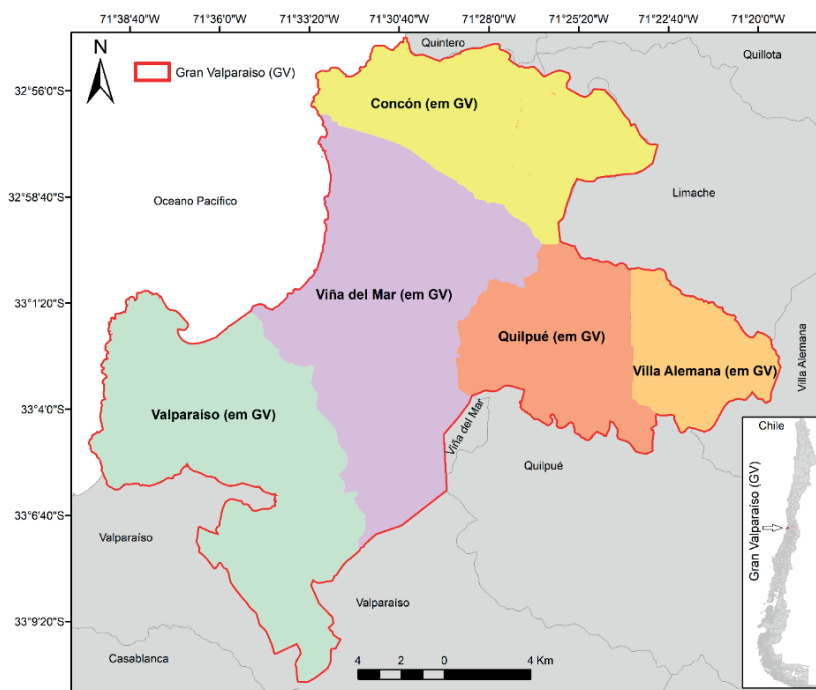 71°38'40"O 71°36'0"O 71°33'20"O 71°30'40"O 71°28'0"O 71°25'20"O 71°22'40"O 71°20'0"O
N
Quintero
Quillota
Gran Valparaiso (GV)
32°56'0"S
Concón (em GV)
32°58'40"S
Oceano Pacífico
Limache
33°1'20"S
Viña del Mar (em GV)
Quilpué (em GV)
Villa Alemana
Villa Alemana (em GV)
33°4'0"S
Valparaíso (em GV)
Viña del Mar
Chile
Quilpué
Gran Valparaíso (GV)
33°6'40"S
Valparaíso
Valparaíso
33°9'20"S
Casablanca
4 2 0 4 Km